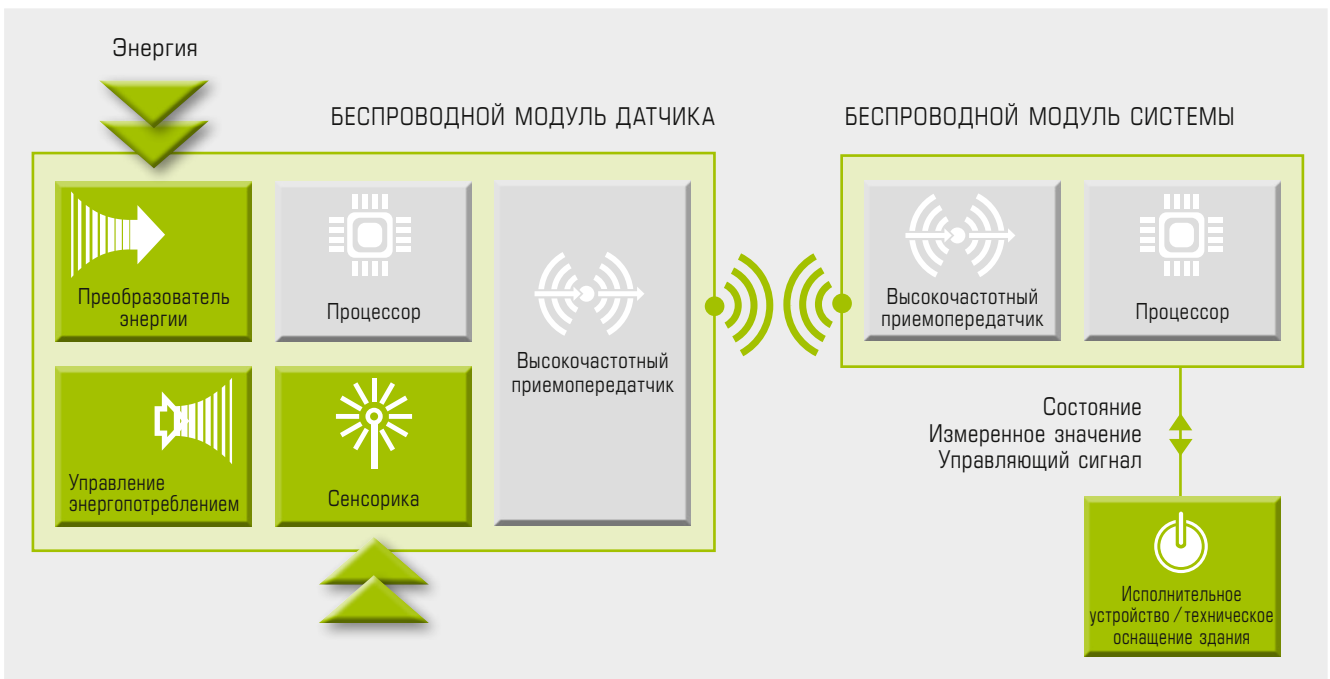 Энергия
БЕСПРОВОДНОЙ МОДУЛЬ ДАТЧИКА
БЕСПРОВОДНОЙ МОДУЛЬ СИСТЕМЫ
Преобразователь
энергии
Процессор
Высокочастотный
приемопередатчик
Управление
энергопотреблением
Сенсорика
Высокочастотный
приемопередатчик
Процессор
Состояние
Измеренное значение
Управляющий сигнал
Исполнительное
устройство / техническое
оснащение здания